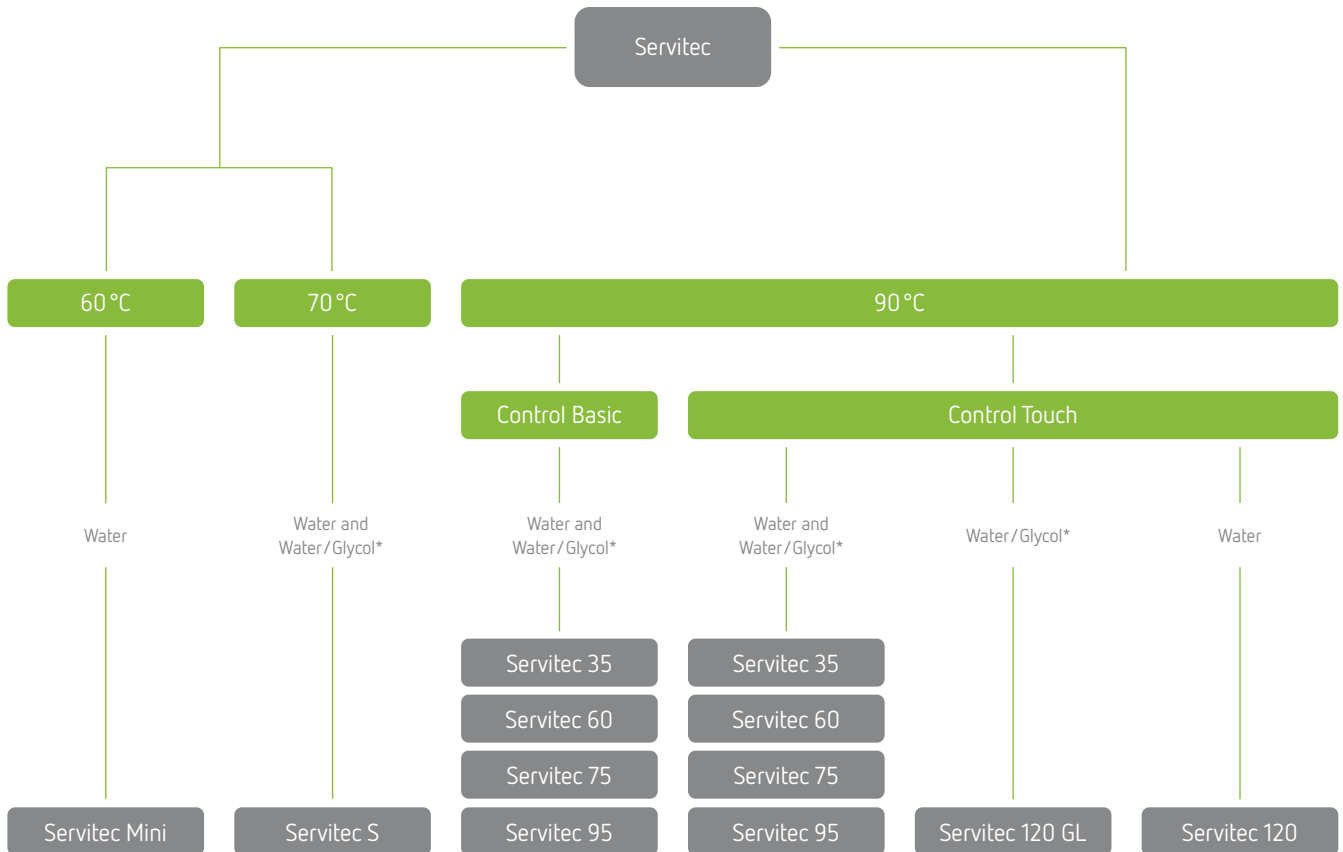 Servitec
60 °C
70 °C
90 °C
Control Basic
Control Touch
Water
Water and
Water / Glycol*
Water and
Water / Glycol*
Water and
Water / Glycol*
Water / Glycol*
Water
Servitec 35
Servitec 35
Servitec 60
Servitec 60
Servitec 75
Servitec 75
Servitec Mini
Servitec S
Servitec 95
Servitec 95
Servitec 120 GL
Servitec 120